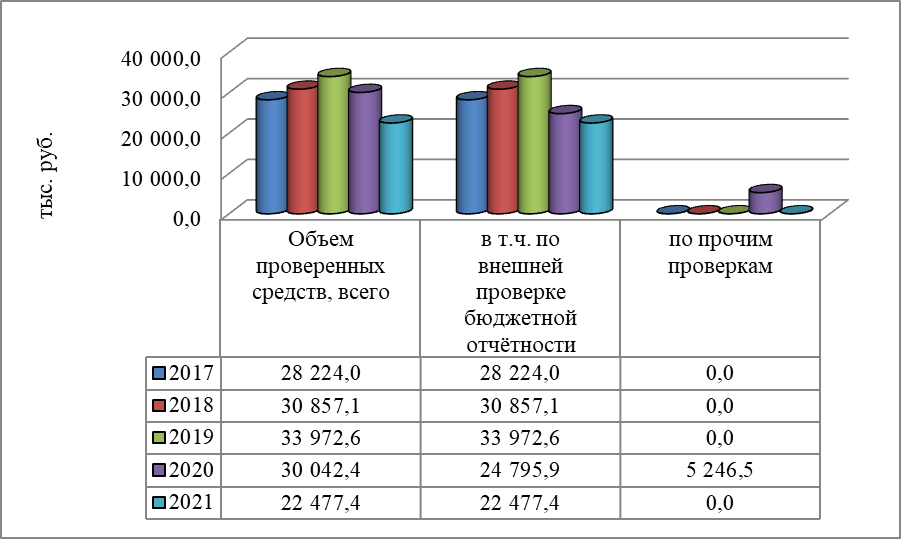 тыс. руб.
40 000,0
30 000,0
20 000,0
10 000,0
0,0
Объем проверенных средств, всего
в т.ч. по внешней проверке бюджетной отчётности
по прочим проверкам
2017 28 224,0 28 224,0 0,0
2018 30 857,1 30 857,1 0,0
2019 33 972,6 33 972,6 0,0
2020 30 042,4 24 795,9 5 246,5
2021 22 477,4 22 477,4 0,0